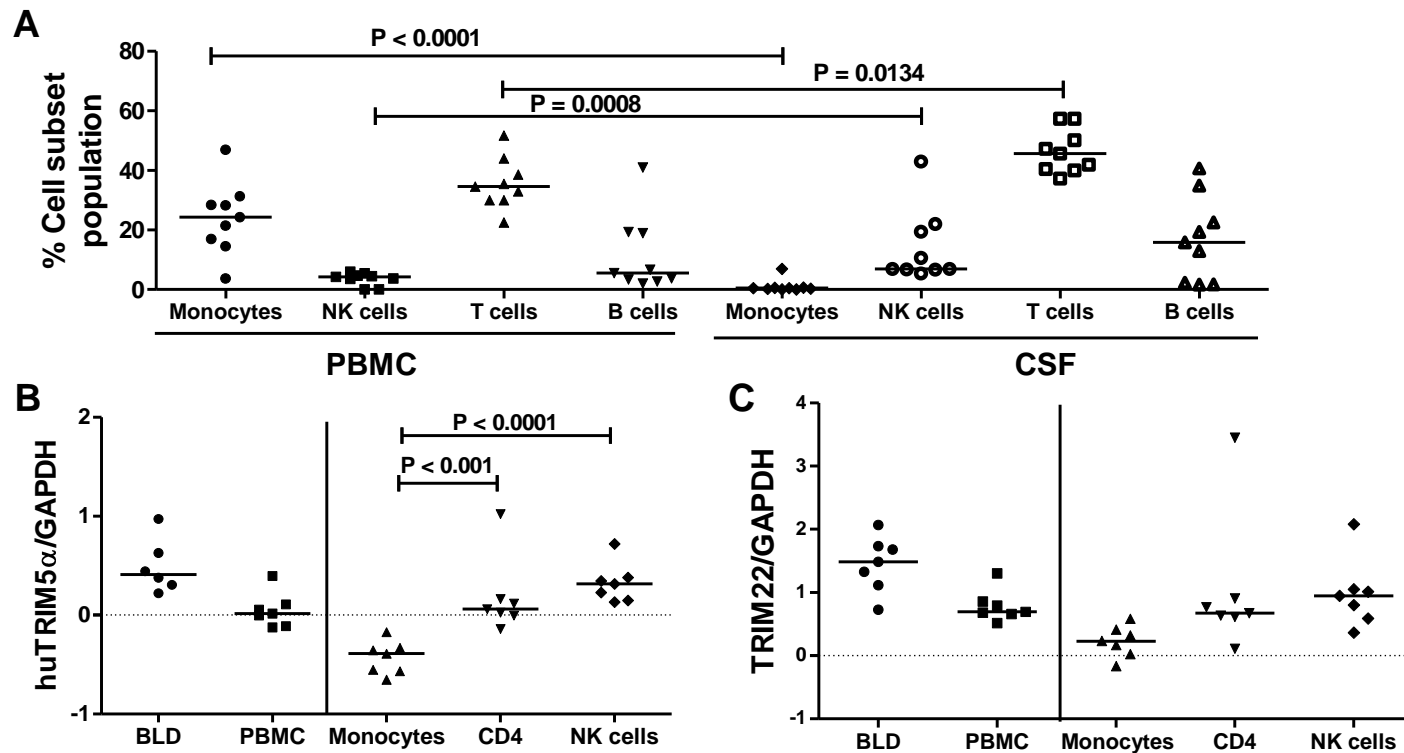 A
% Cell subset
population
80
60
40
20
0
P < 0.0001
P = 0.0134
P = 0.0008
Monocytes NK cells T cells B cells Monocytes NK cells T cells B cells
PBMC CSF
B
huTRIM5α/GAPDH
2
1
0
-1
P < 0.0001
P < 0.001
BLD PBMC Monocytes CD4 NK cells
C
TRIM22/GAPDH
4
3
2
1
0
-1
BLD PBMC Monocytes CD4 NK cells